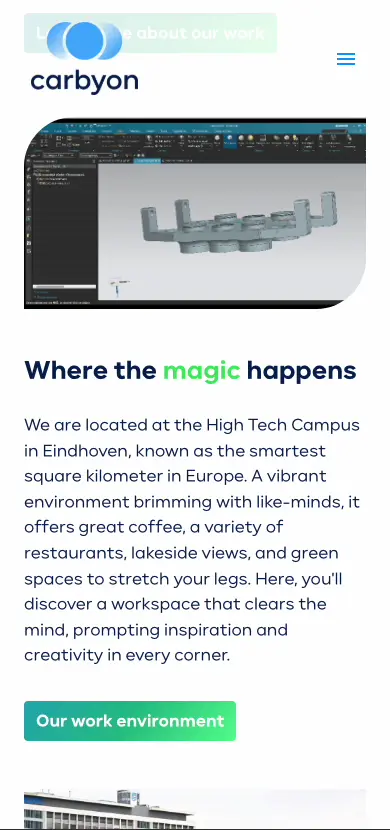 about our work
carbyon
Where the magic happens
We are located at the High Tech Campus
in Eindhoven, known as the smartest
square kilometer in Europe. A vibrant
environment brimming with like-minds, it
offers great coffee, a variety of
restaurants, lakeside views, and green
spaces to stretch your legs. Here, you'll
discover a workspace that clears the
mind, prompting inspiration and
creativity in every corner.
Our work environment